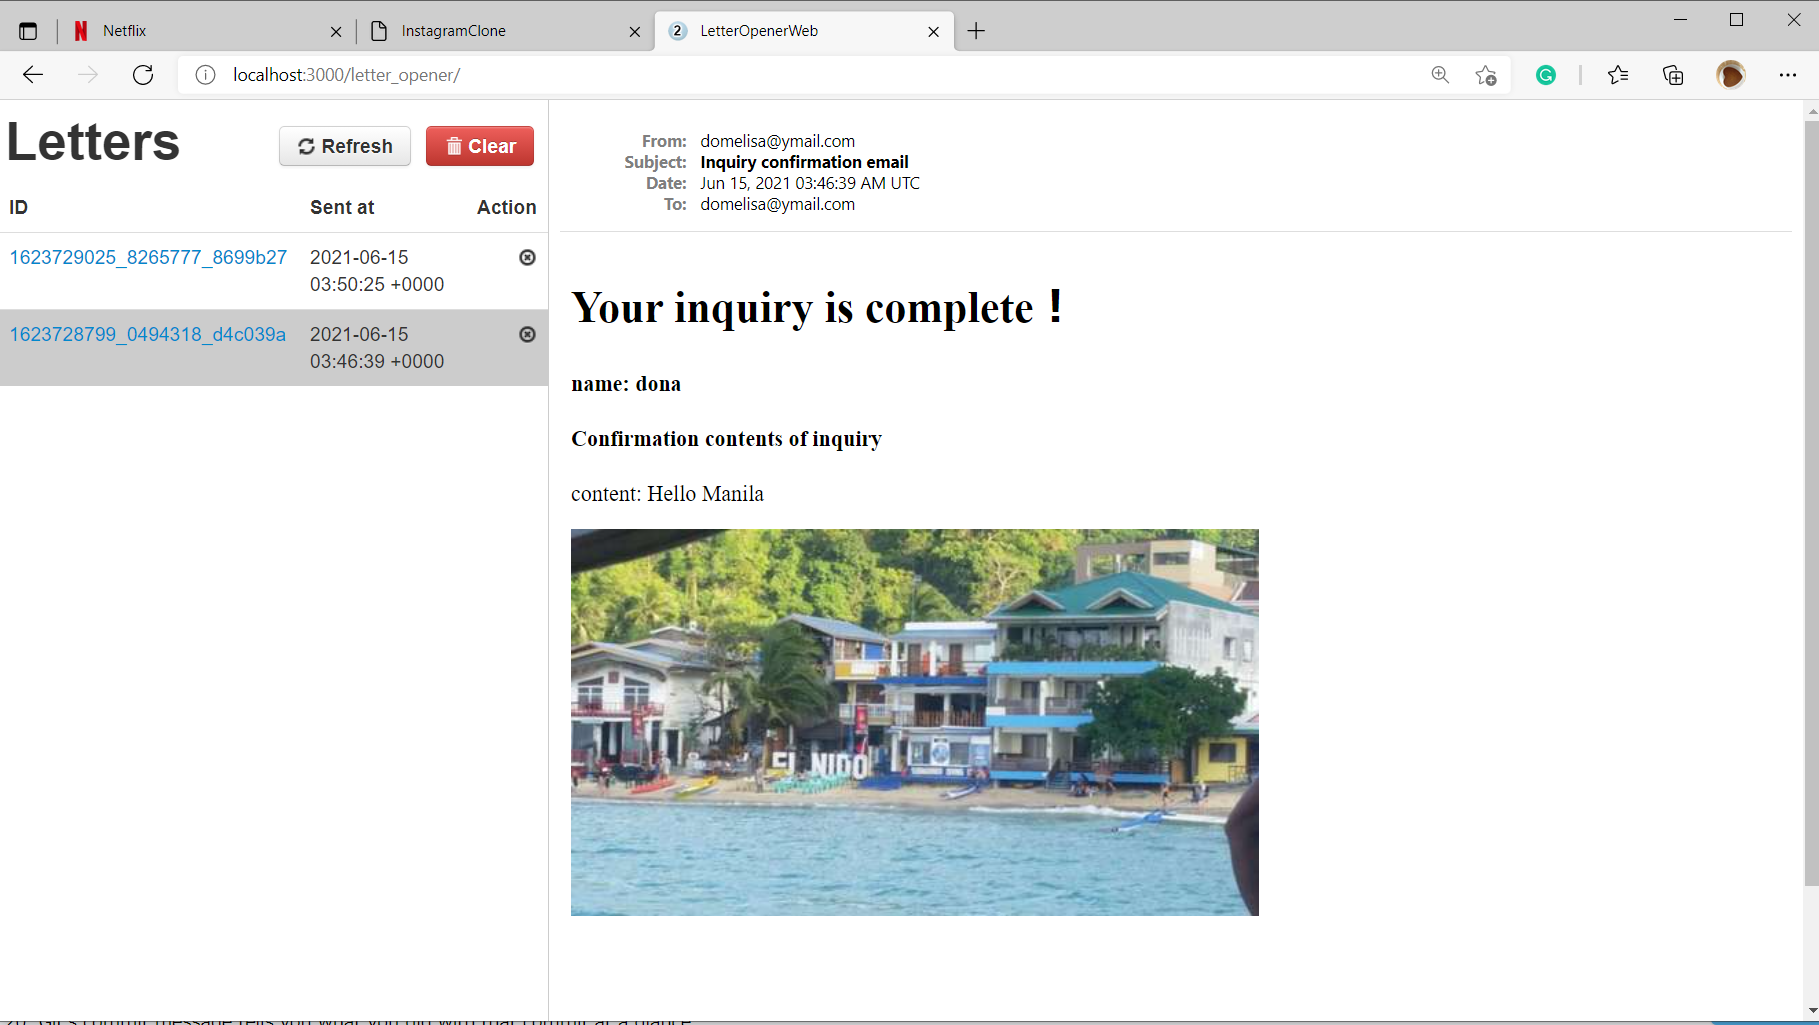 Netflix
InstagramClone
2 LetterOpenerWeb
localhost:3000/letter_opener/
Letters
Refresh
Clear
ID Sent at Action
1623729025_8265777_8699b27 2021-06-15
03:50:25 +0000
1623728799_0494318_d4c039a 2021-06-15
03:46:39 +0000
From: domelisa@ymail.com
Subject: Inquiry confirmation email
Date: Jun 15, 2021 03:46:39 AM UTC
To: domelisa@ymail.com
Your inquiry is complete！
name: dona
Confirmation contents of inquiry
content: Hello Manila
EL NIDO